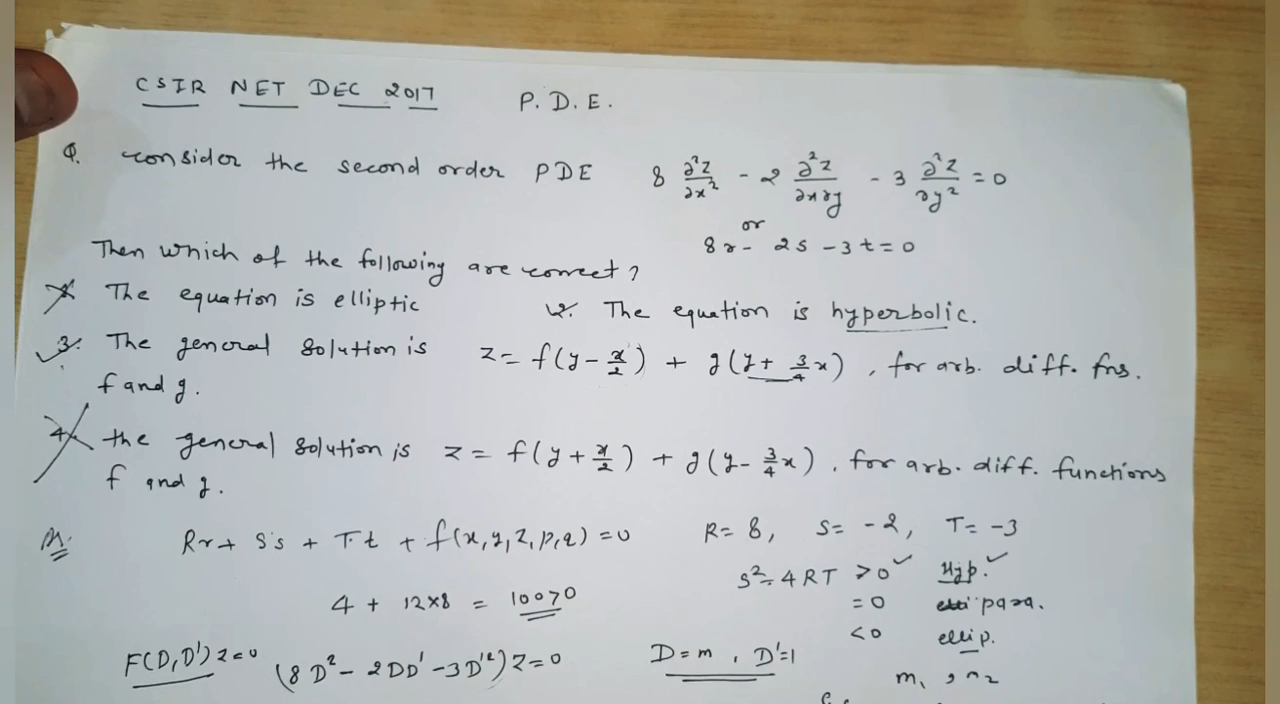 CSIR NET DEC 2017 P.D.E.
Q. consider the second order PDE 8 ∂²z/∂x² - 2 ∂²z/∂x∂y - 3 ∂²z/∂y² = 0
or
8r - 2s - 3t = 0
Then which of the following are correct?
The equation is elliptic 2. The equation is hyperbolic.
3. The general solution is z = f(y - x/2) + g(y + 3/4 x), for arb. diff. fns.
f and g.
4. the general solution is z = f(y + x/2) + g(y - 3/4 x), for arb. diff. functions
f and g.
Rr + Ss + Tt + f(x, y, z, p, q) = 0 R = 8, S = -2, T = -3
S² - 4RT > 0 ✓ Hyp. ✓
4 + 12×8 = 100 > 0 = 0 para.
< 0 ellip.
F(D, D')z = 0 (8D² - 2DD' - 3D'²)z = 0 D = m, D' = 1